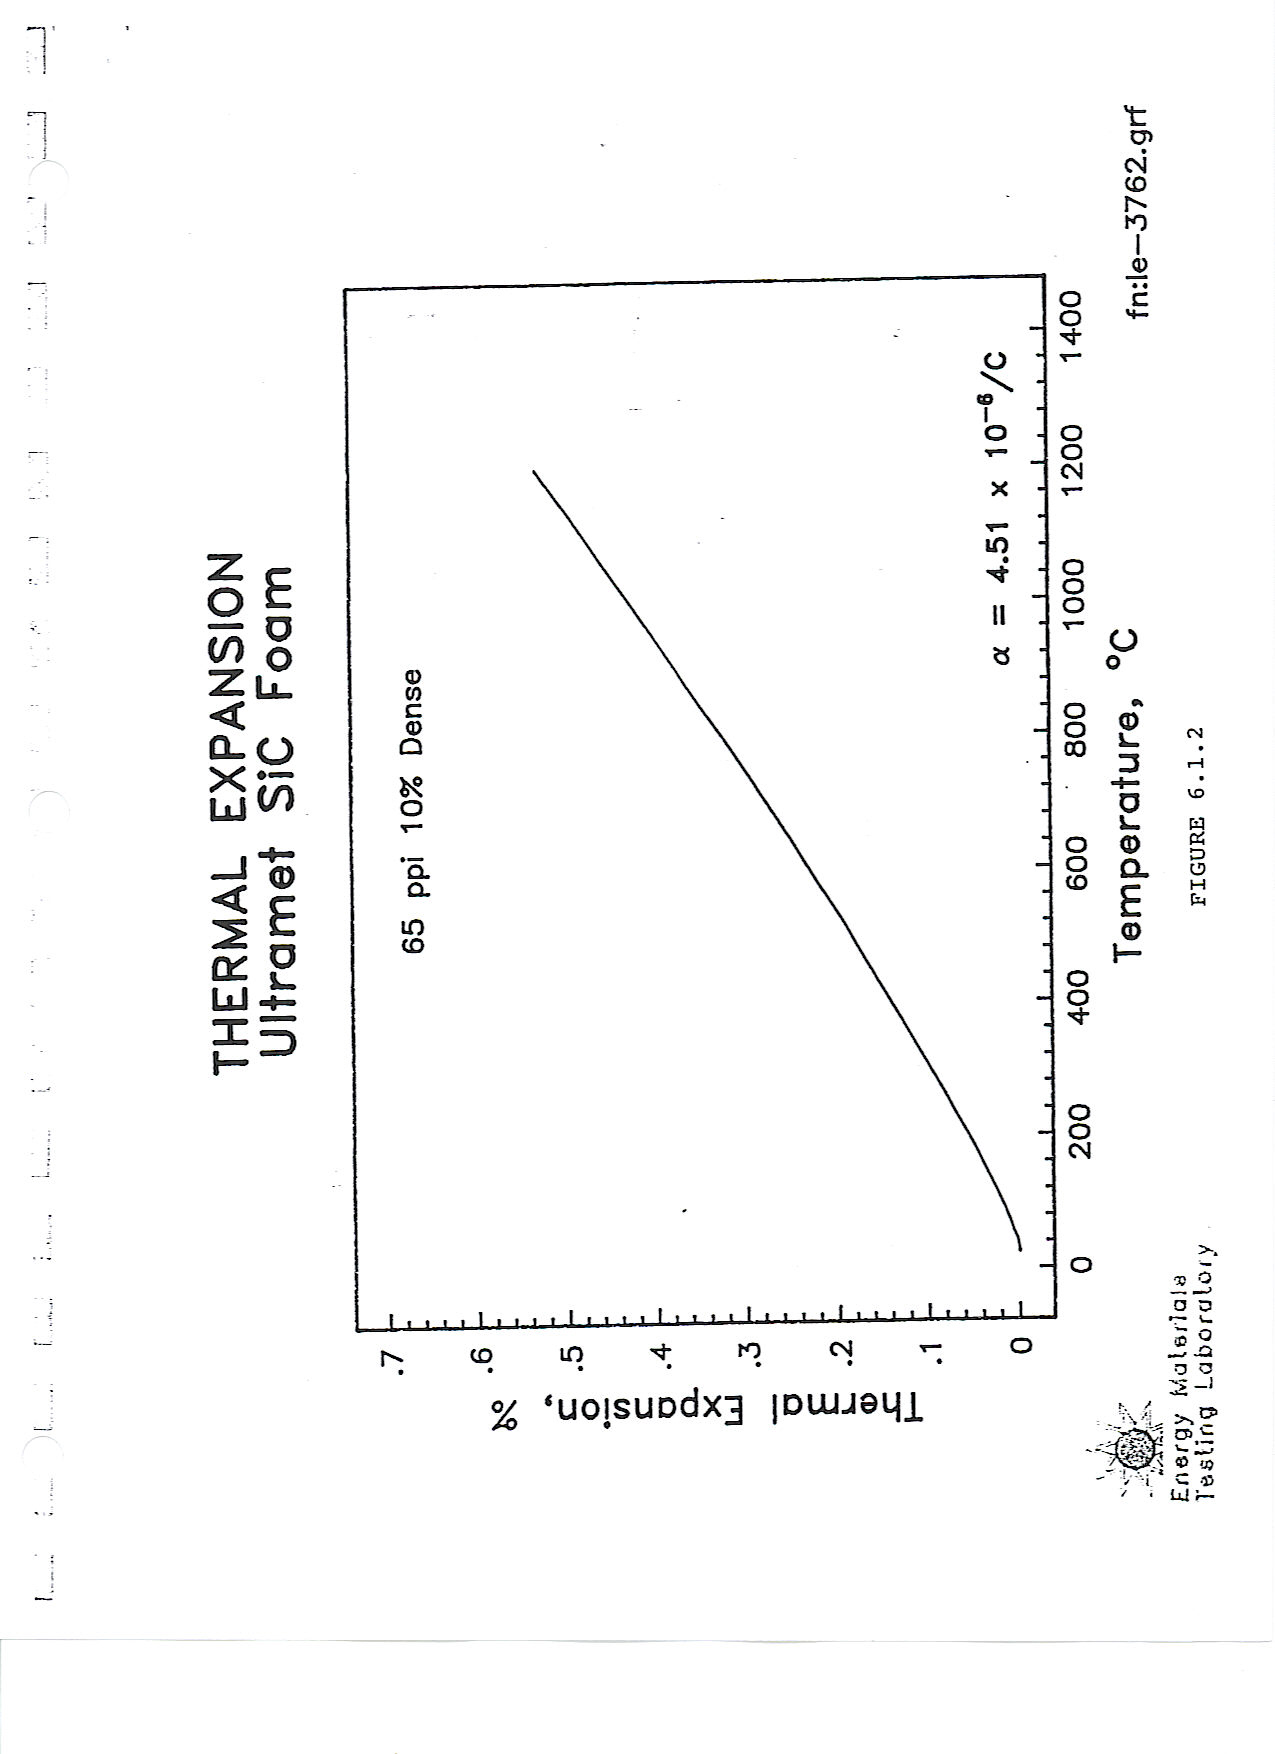 THERMAL EXPANSION
Ultramet SiC Foam
65 ppi 10% Dense
Thermal Expansion, %
.7
.6
.5
.4
.3
.2
.1
0
α = 4.51 x 10⁻⁶/C
0 200 400 600 800 1000 1200 1400
Temperature, °C
fn:le-3762.grf
Energy Materials
Testing Laboratory
FIGURE 6.1.2